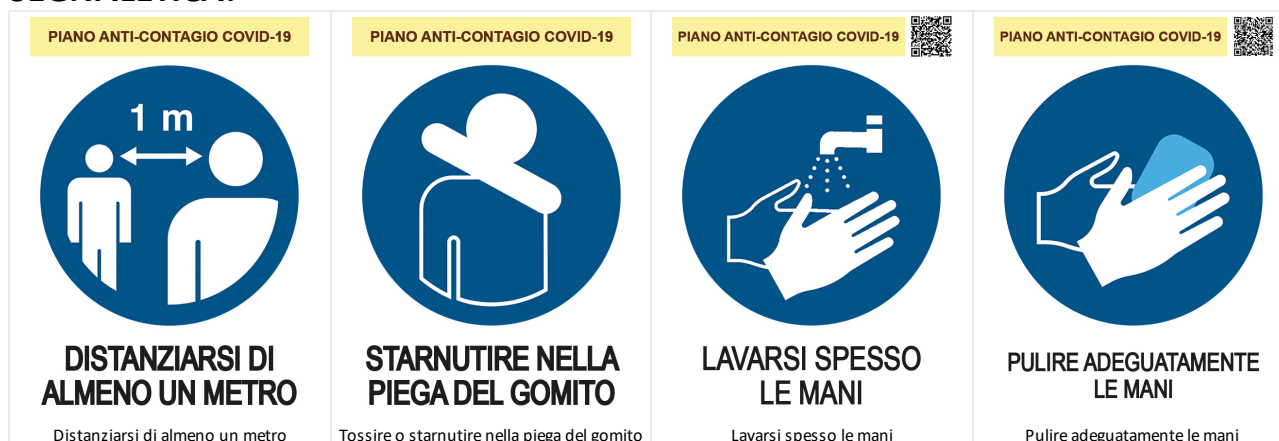 PIANO ANTI-CONTAGIO COVID-19
1 m
DISTANZIARSI DI
ALMENO UN METRO
Distanziarsi di almeno un metro
PIANO ANTI-CONTAGIO COVID-19
STARNUTIRE NELLA
PIEGA DEL GOMITO
Tossire o starnutire nella piega del gomito
PIANO ANTI-CONTAGIO COVID-19
LAVARSI SPESSO
LE MANI
Lavarsi spesso le mani
PIANO ANTI-CONTAGIO COVID-19
PULIRE ADEGUATAMENTE
LE MANI
Pulire adeguatamente le mani